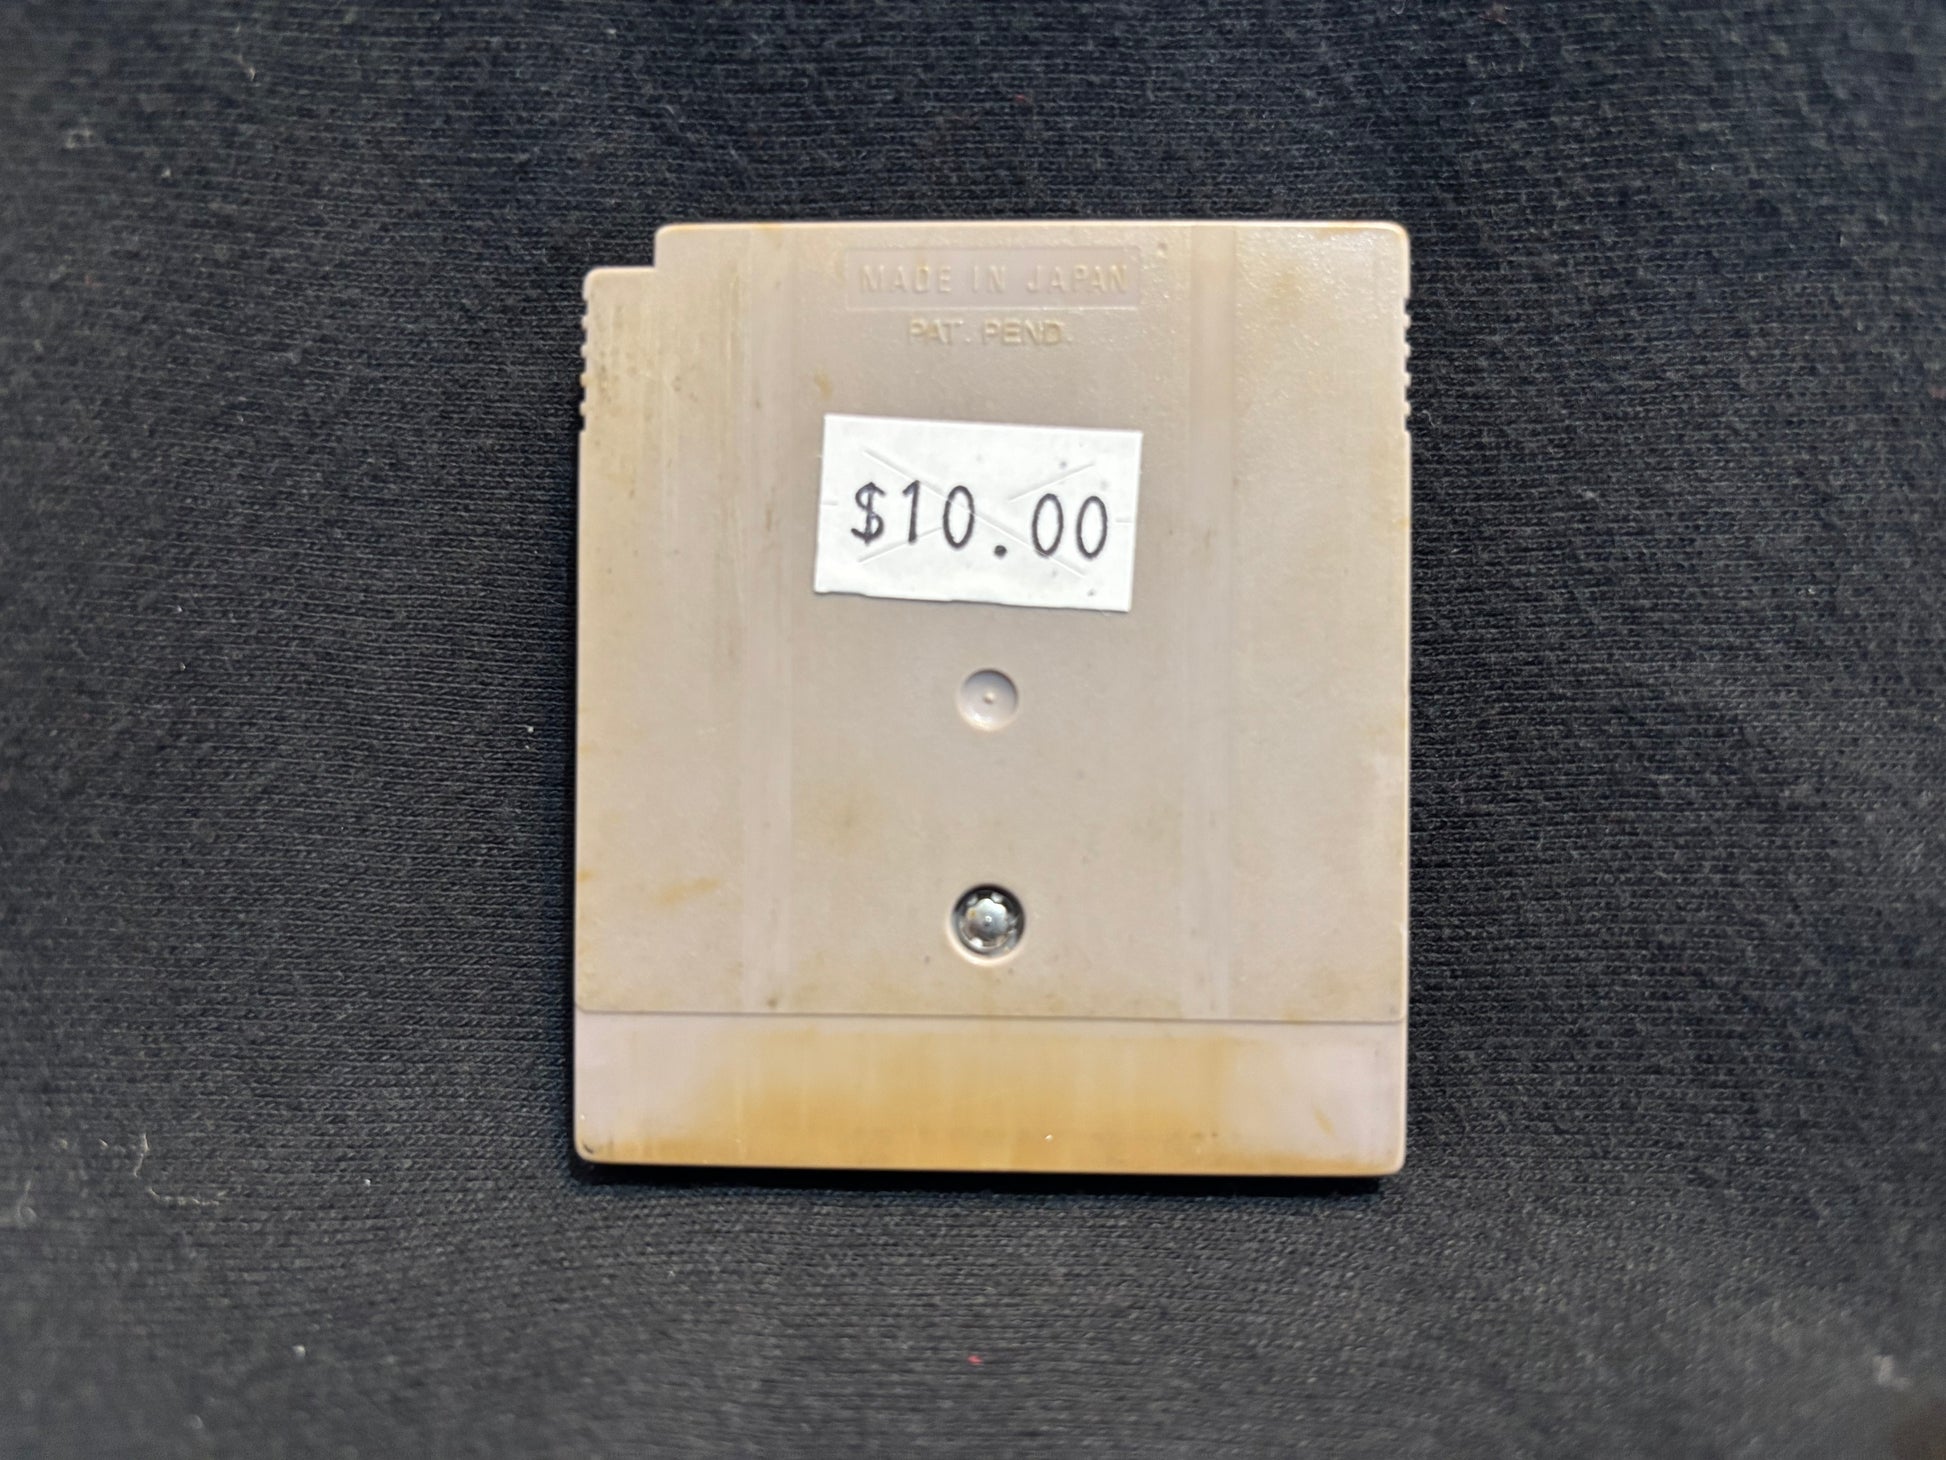 MADE IN JAPAN
PAT. PEND.
$10.00